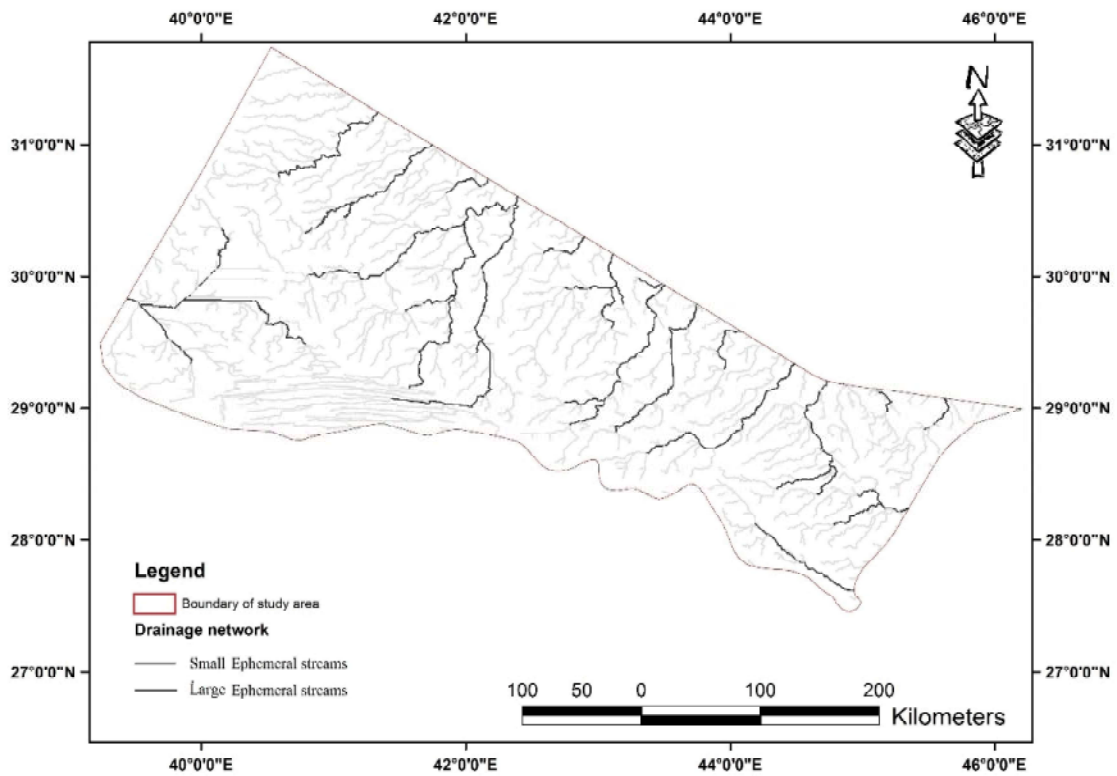 40°0'0"E 42°0'0"E 44°0'0"E 46°0'0"E
N
31°0'0"N 31°0'0"N
30°0'0"N 30°0'0"N
29°0'0"N 29°0'0"N
28°0'0"N 28°0'0"N
Legend
Boundary of study area
Drainage network
Small Ephemeral streams
Large Ephemeral streams
27°0'0"N 27°0'0"N
100 50 0 100 200
Kilometers
40°0'0"E 42°0'0"E 44°0'0"E 46°0'0"E